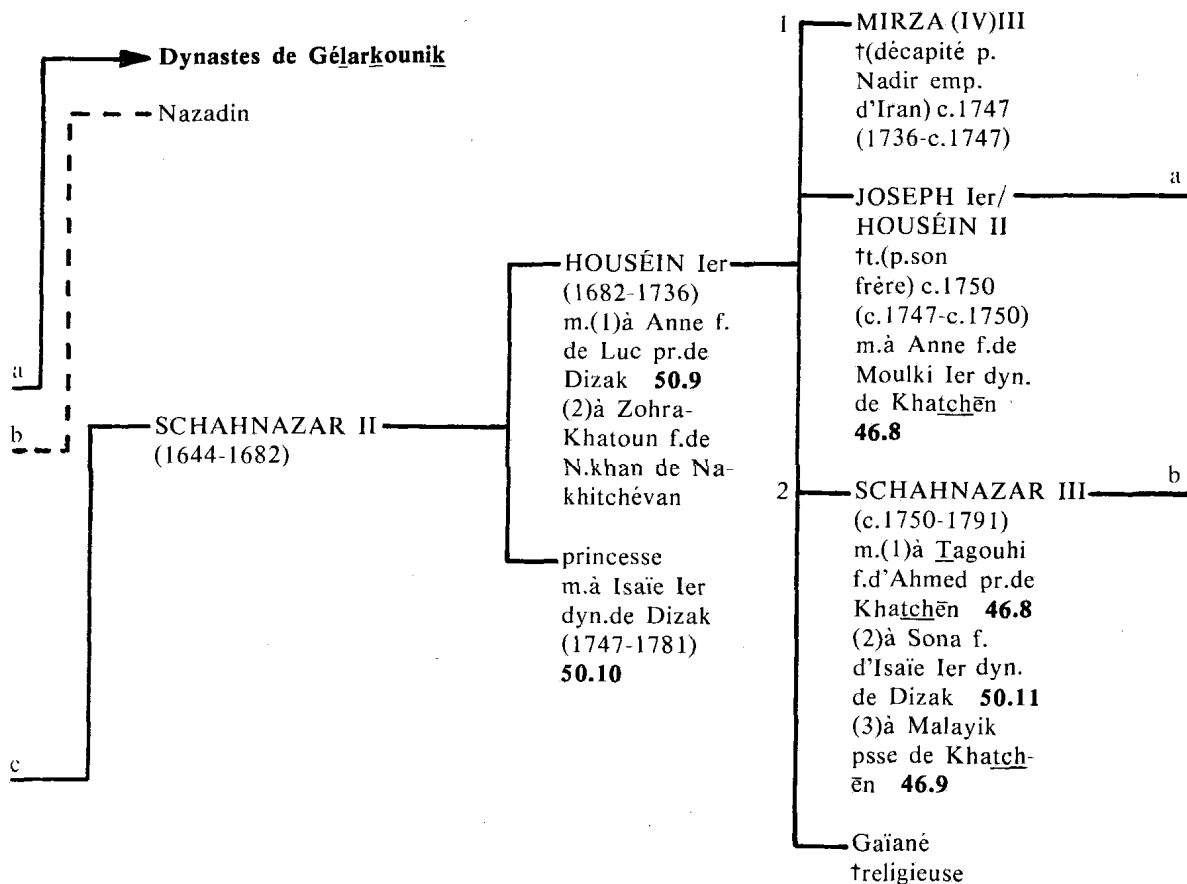 Dynastes de Gélarkounik
Nazadin
a
b
c
SCHAHNAZAR II
(1644-1682)
HOUSÉIN Ier
(1682-1736)
m.(1)à Anne f.
de Luc pr.de
Dizak 50.9
(2)à Zohra-
Khatoun f.de
N.khan de Na-
khitchévan
princesse
m.à Isaïe Ier
dyn.de Dizak
(1747-1781)
50.10
1
MIRZA (IV)III
†(décapité p.
Nadir emp.
d'Iran) c.1747
(1736-c.1747)
JOSEPH Ier/
HOUSÉIN II
†t.(p.son
frère) c.1750
(c.1747-c.1750)
m.à Anne f.de
Moulki Ier dyn.
de Khatchēn
46.8
a
2
SCHAHNAZAR III
(c.1750-1791)
m.(1)à Tagouhi
f.d'Ahmed pr.de
Khatchēn 46.8
(2)à Sona f.
d'Isaïe Ier dyn.
de Dizak 50.11
(3)à Malayik
psse de Khatch-
ēn 46.9
b
Gaïané
†religieuse